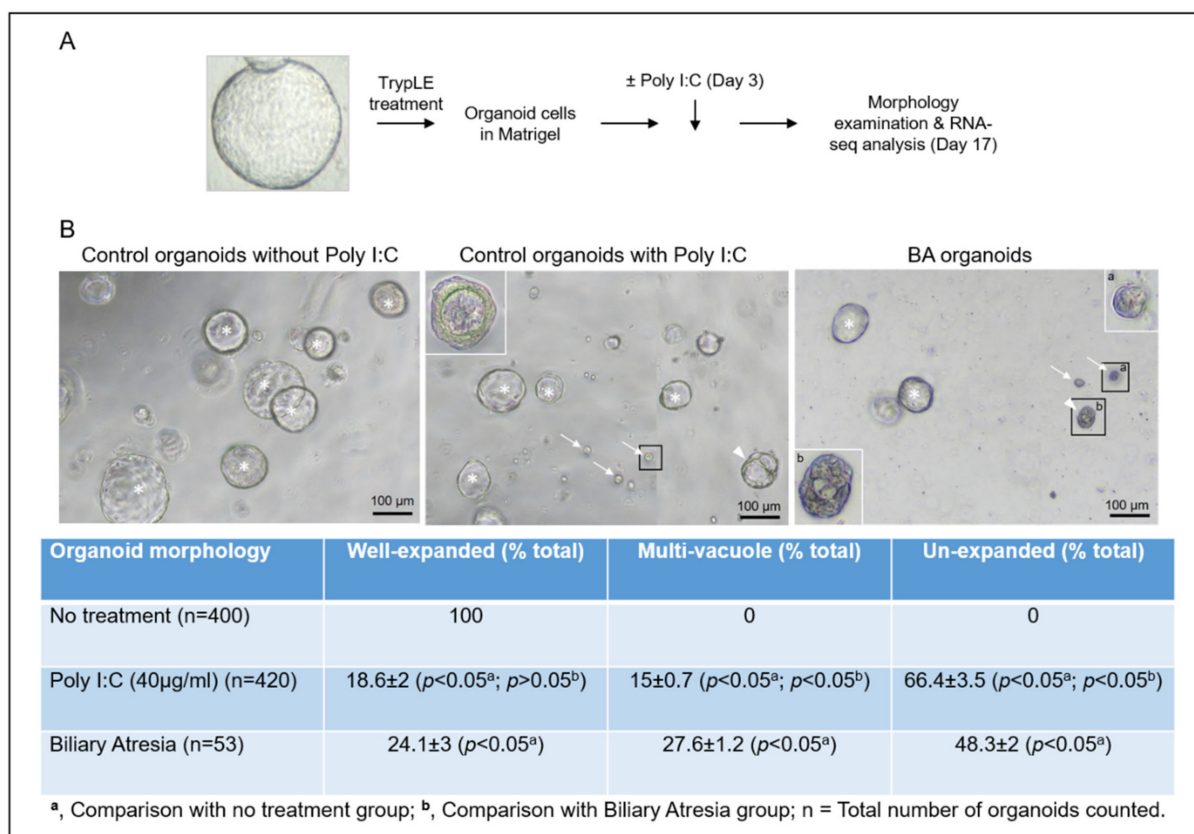 A
TrypLE
treatment
Organoid cells
in Matrigel
± Poly I:C (Day 3)
Morphology
examination & RNA-
seq analysis (Day 17)
B
Control organoids without Poly I:C
Control organoids with Poly I:C
BA organoids
* * * * * * *
100 µm
* * * *
100 µm
a
* *
a
b
b
100 µm
Organoid morphology Well-expanded (% total) Multi-vacuole (% total) Un-expanded (% total)
No treatment (n=400) 100 0 0
Poly I:C (40µg/ml) (n=420) 18.6±2 (p<0.05ᵃ; p>0.05ᵇ) 15±0.7 (p<0.05ᵃ; p<0.05ᵇ) 66.4±3.5 (p<0.05ᵃ; p<0.05ᵇ)
Biliary Atresia (n=53) 24.1±3 (p<0.05ᵃ) 27.6±1.2 (p<0.05ᵃ) 48.3±2 (p<0.05ᵃ)
ᵃ, Comparison with no treatment group; ᵇ, Comparison with Biliary Atresia group; n = Total number of organoids counted.